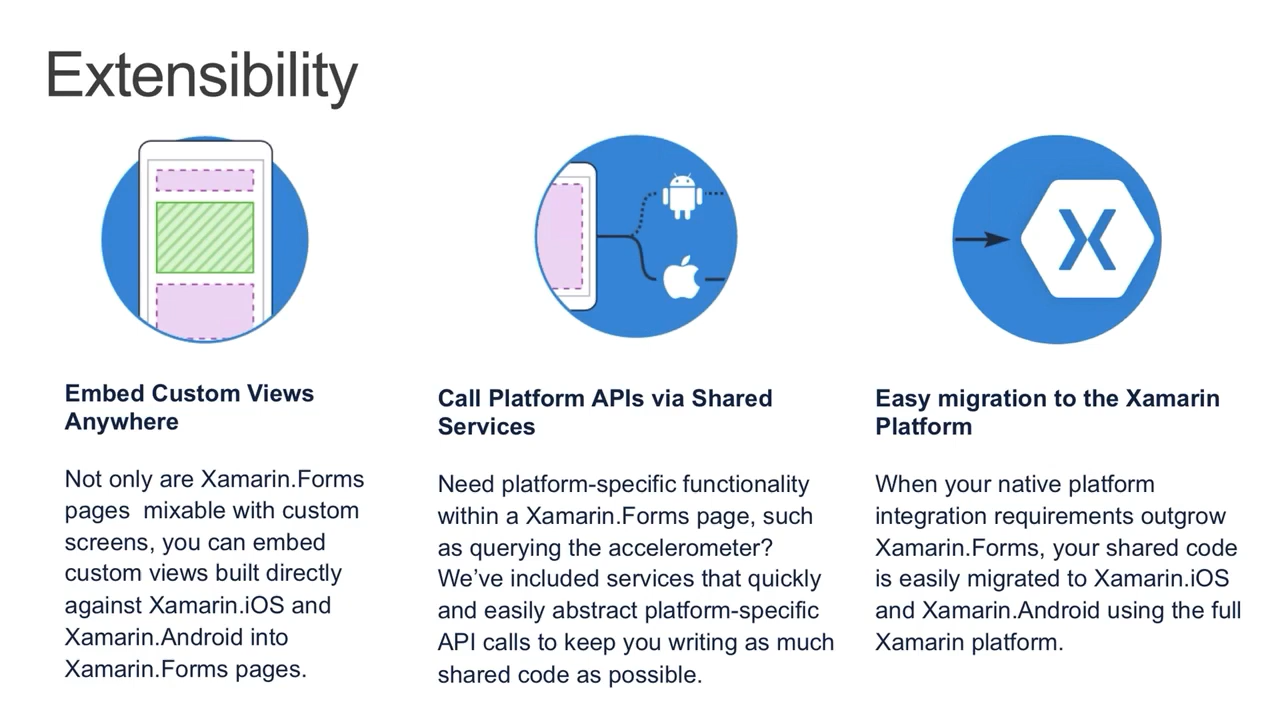 Extensibility
Embed Custom Views
Anywhere
Not only are Xamarin.Forms
pages  mixable with custom
screens, you can embed
custom views built directly
against Xamarin.iOS and
Xamarin.Android into
Xamarin.Forms pages.
Call Platform APIs via Shared
Services
Need platform-specific functionality
within a Xamarin.Forms page, such
as querying the accelerometer?
We’ve included services that quickly
and easily abstract platform-specific
API calls to keep you writing as much
shared code as possible.
Easy migration to the Xamarin
Platform
When your native platform
integration requirements outgrow
Xamarin.Forms, your shared code
is easily migrated to Xamarin.iOS
and Xamarin.Android using the full
Xamarin platform.